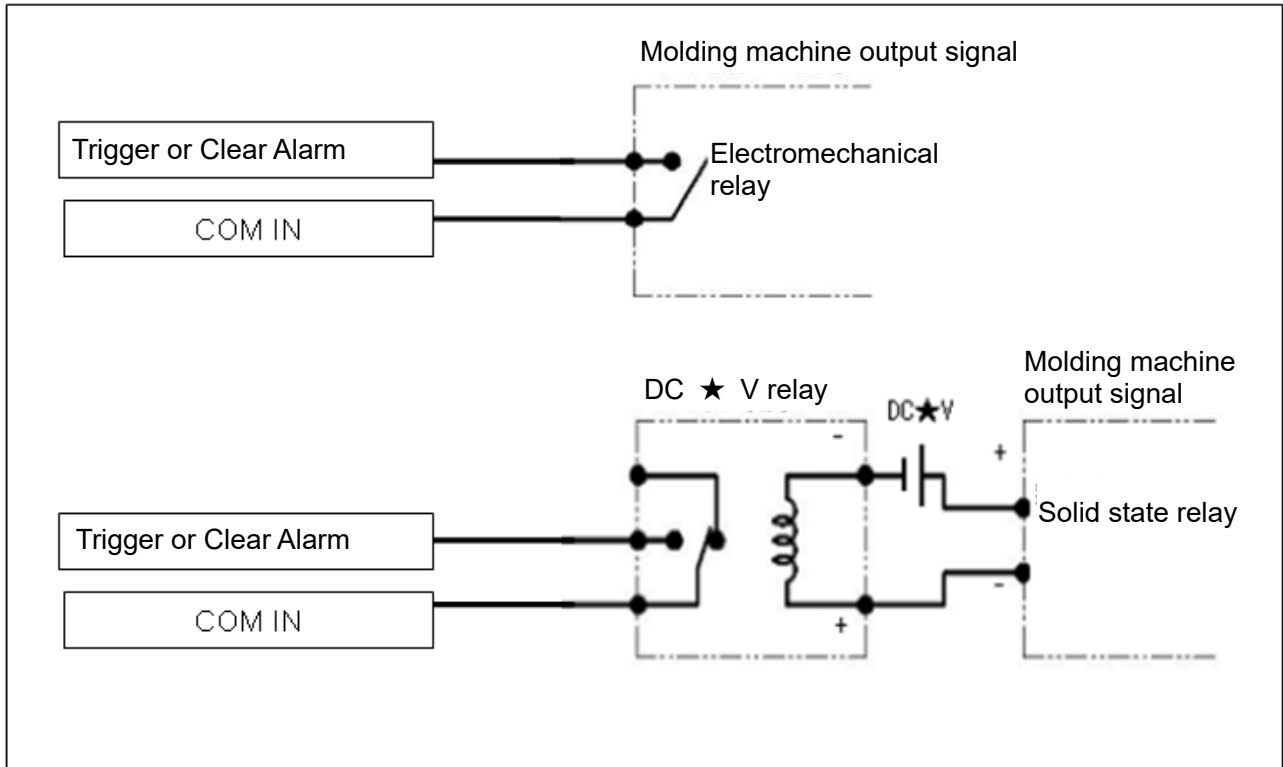 Molding machine output signal
Trigger or Clear Alarm
Electromechanical
relay
COM IN
Molding machine
output signal
DC ★ V relay
DC★V
-
+
Solid state relay
Trigger or Clear Alarm
-
COM IN
+